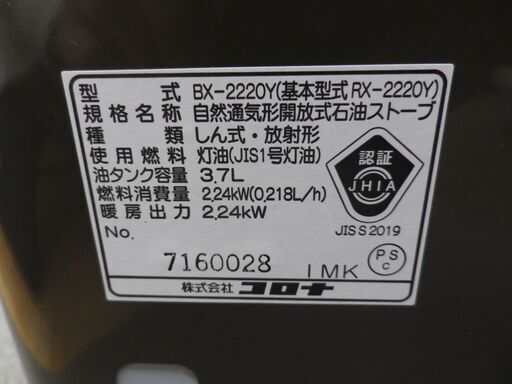 型式 BX-2220Y(基本型式 RX-2220Y)
規格名称 自然通気形開放式石油ストーブ
種類 しん式・放射形
使用燃料 灯油(JIS1号灯油)
油タンク容量 3.7L
燃料消費量 2.24kW(0.218L/h)
暖房出力 2.24kW
認証
JHIA
JIS S 2019
No.
7160028 IMK
PS
C
株式会社 コロナ